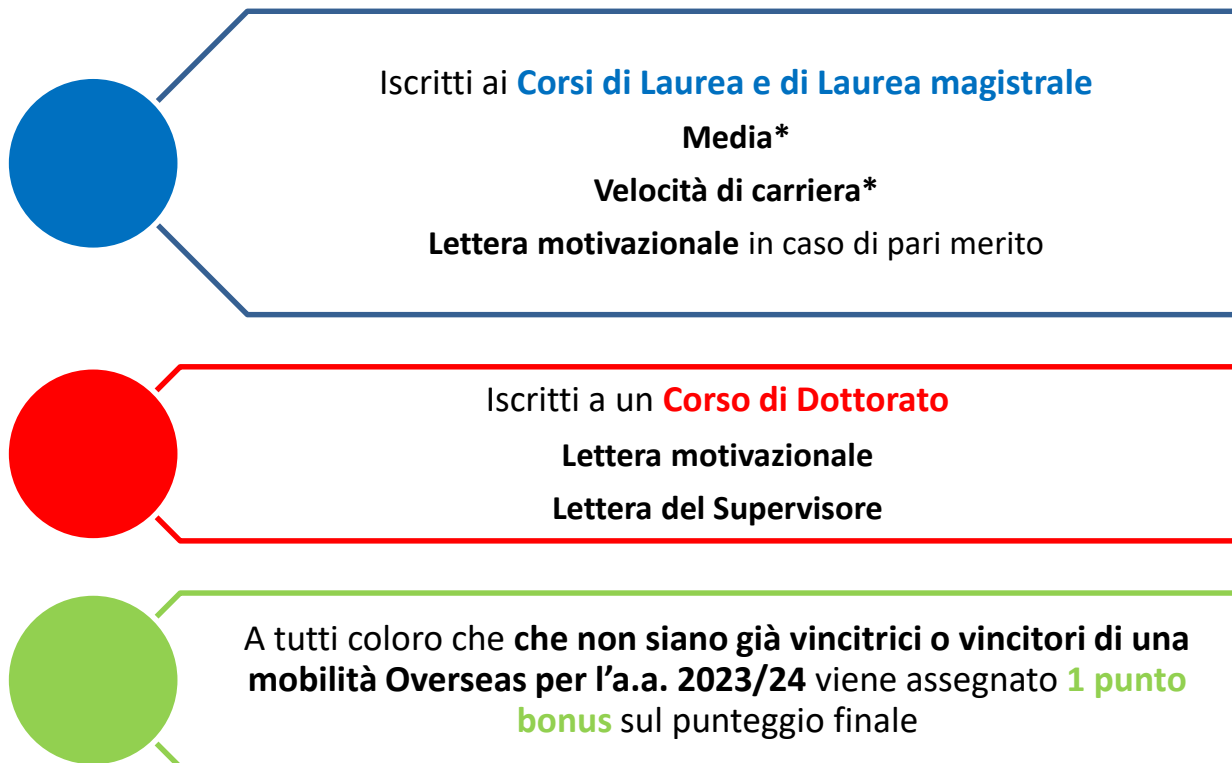 Iscritti ai Corsi di Laurea e di Laurea magistrale
Media*
Velocità di carriera*
Lettera motivazionale in caso di pari merito
Iscritti a un Corso di Dottorato
Lettera motivazionale
Lettera del Supervisore
A tutti coloro che che non siano già vincitrici o vincitori di una
mobilità Overseas per l’a.a. 2023/24 viene assegnato 1 punto
bonus sul punteggio finale